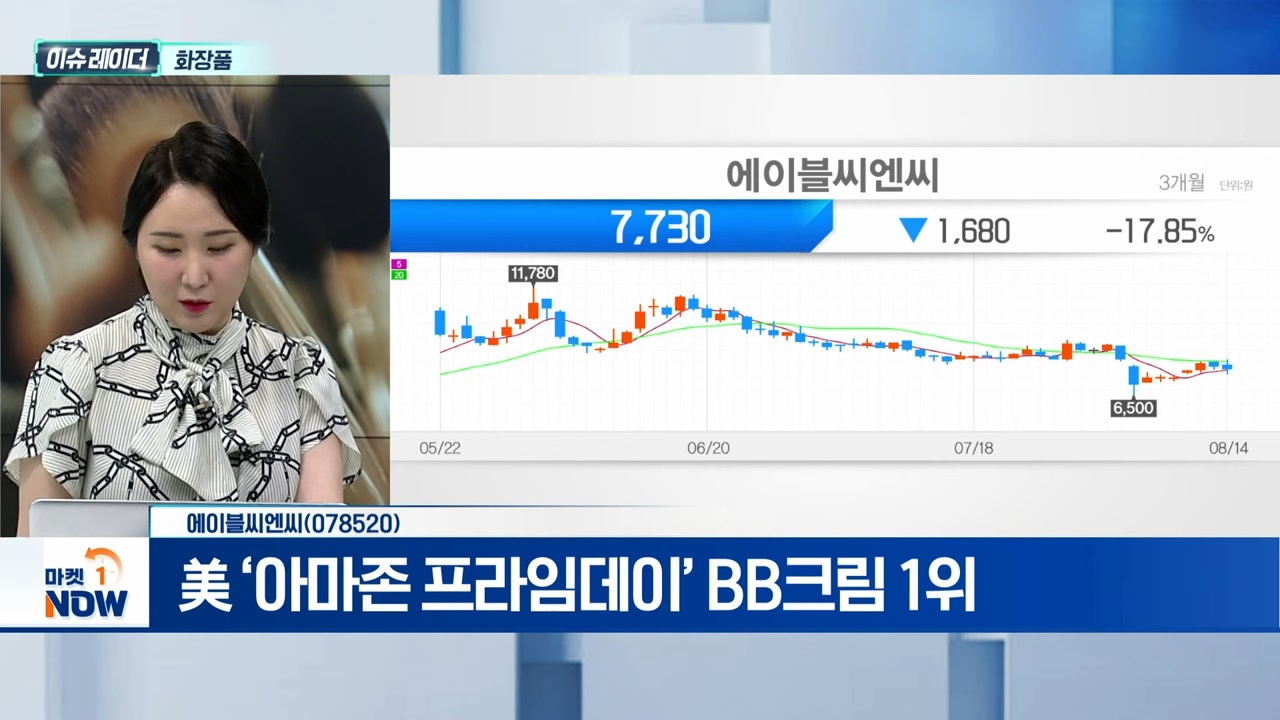 이슈 레이더 화장품
에이블씨엔씨
3개월 단위:원
7,730 ▼ 1,680 -17.85%
5
20
11,780
6,500
05/22 06/20 07/18 08/14
에이블씨엔씨(078520)
마켓 1
NOW
美 ‘아마존 프라임데이’ BB크림 1위